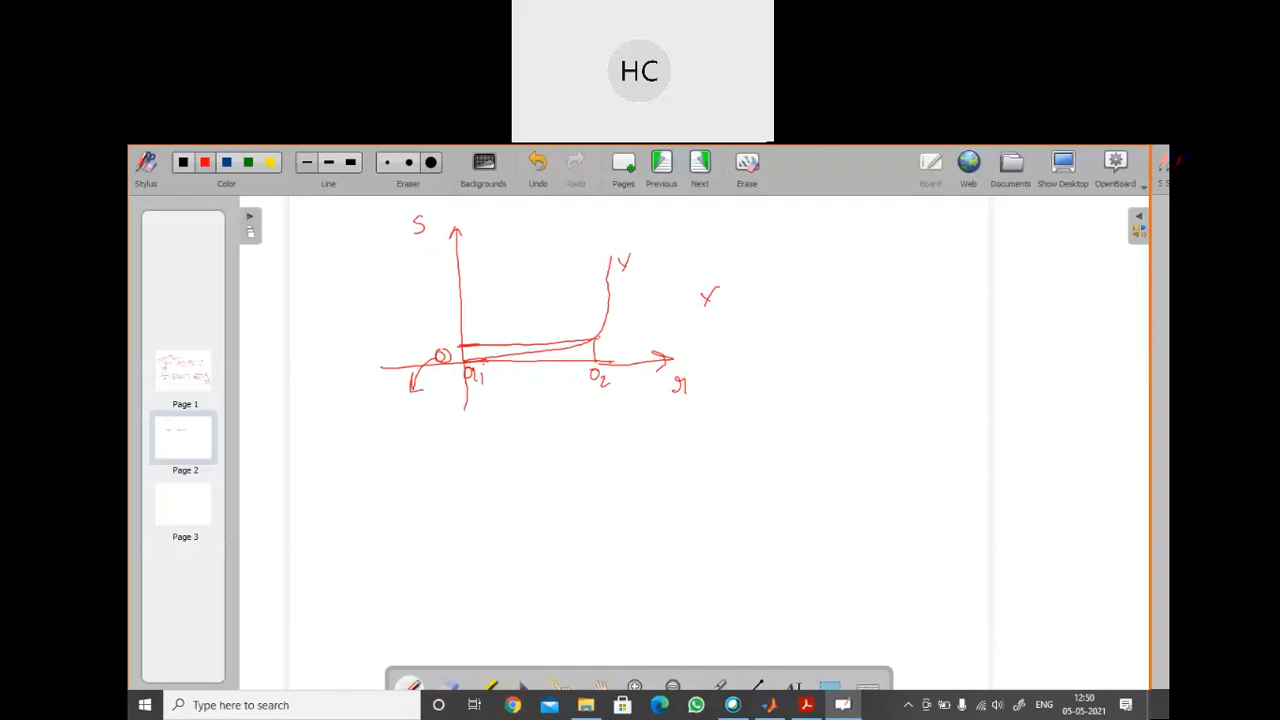 HC
Stylus Color Line Eraser Backgrounds Undo Redo Pages Previous Next Erase Board Web Documents Show Desktop OpenBoard
S
Page 1
Page 2
Page 3
Type here to search
ENG
12:50
05-05-2021